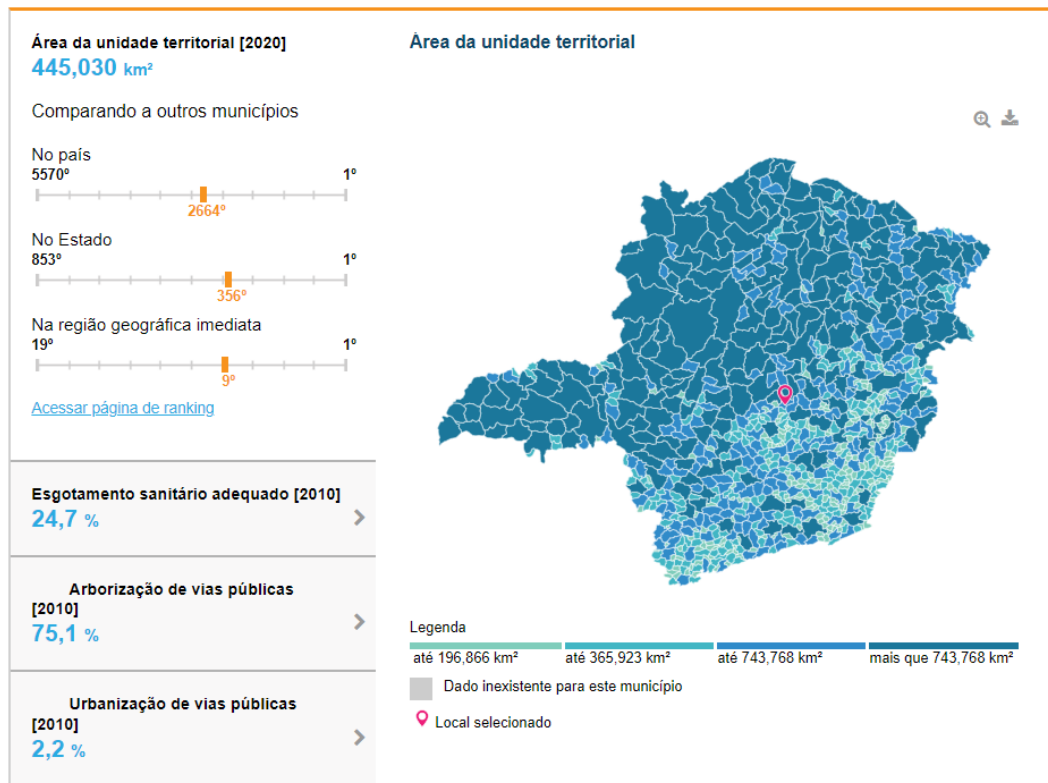 Área da unidade territorial [2020]
445,030 km²
Comparando a outros municípios
No país
5570º 1º
2664º
No Estado
853º 1º
356º
Na região geográfica imediata
19º 1º
9º
Acessar página de ranking
Esgotamento sanitário adequado [2010]
24,7 %
Arborização de vias públicas
[2010]
75,1 %
Urbanização de vias públicas
[2010]
2,2 %
Área da unidade territorial
Legenda
até 196,866 km² até 365,923 km² até 743,768 km² mais que 743,768 km²
Dado inexistente para este município
Local selecionado